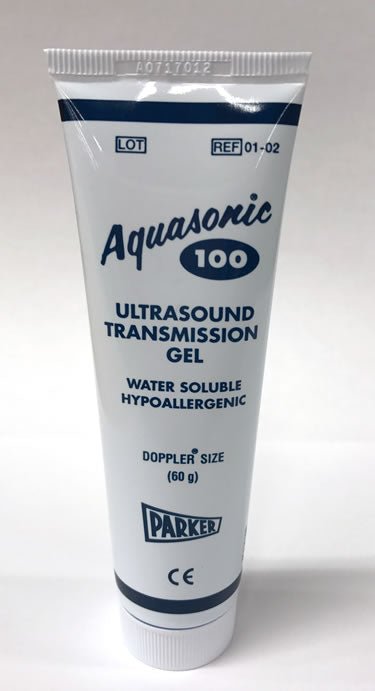 A0717012
LOT REF 01-02
Aquasonic®
100
ULTRASOUND
TRANSMISSION
GEL
WATER SOLUBLE
HYPOALLERGENIC
DOPPLER® SIZE
(60 g)
PARKER
CE